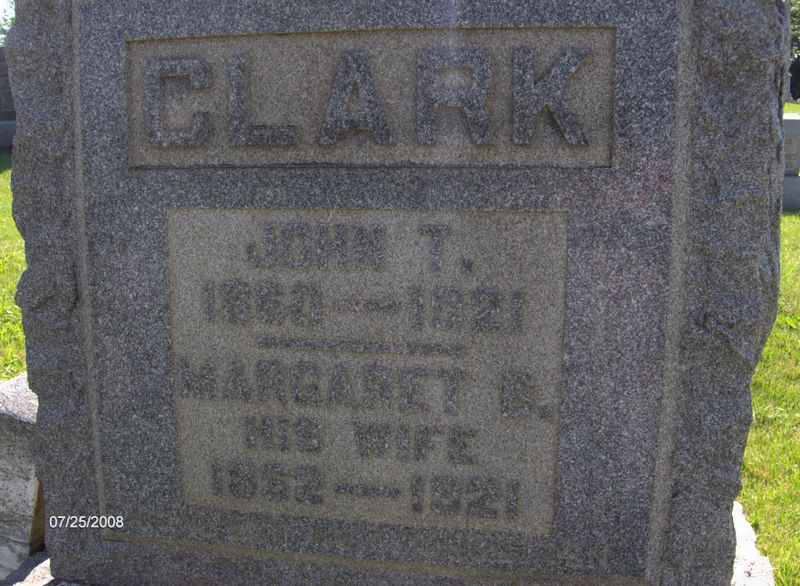 CLARK
JOHN T.
1860 — 1921
MARGARET B.
HIS WIFE
1862 — 1921
07/25/2008